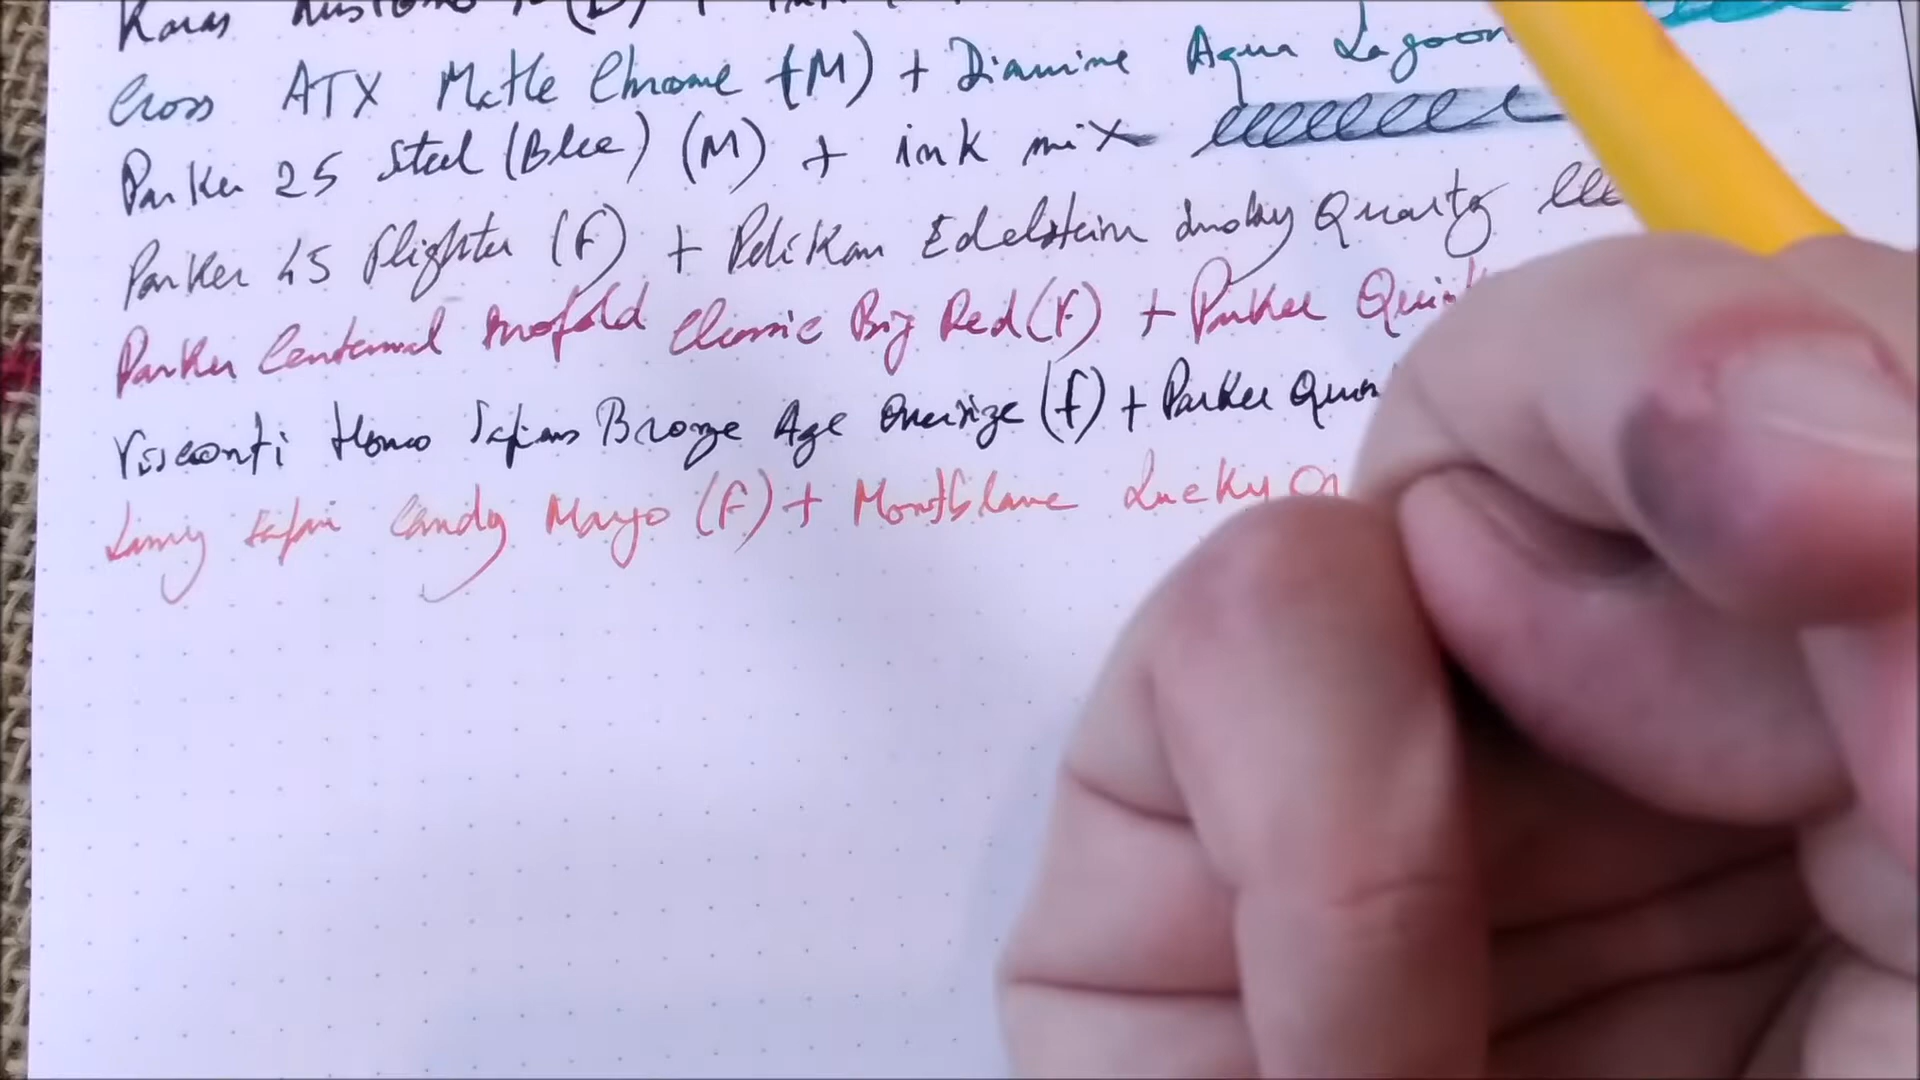 Karas
Cross ATX Matte Chrome (M) + Diamine Aqua Lagoon
Parker 25 Steel (Blue) (M) + ink mix
Parker 45 Flighter (F) + Pelikan Edelstein Smoky Quartz
Parker Centennial Duofold Classic Big Red (F) + Parker
Visconti Homo Sapiens Bronze Age Oversize (F) + Parker
Lamy Safari Candy Mango (F) + Montblanc Lucky